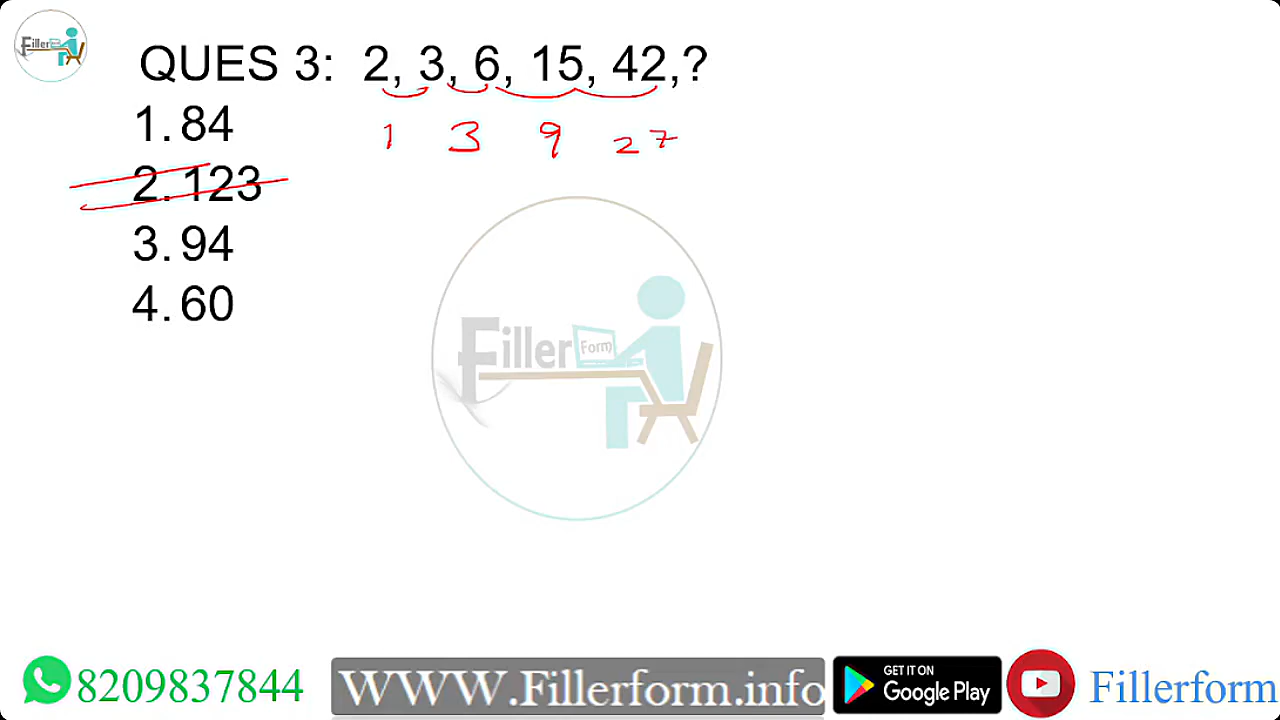 Filler
QUES 3: 2, 3, 6, 15, 42,?
1 3 9 27
1. 84
2. 123
3. 94
4. 60
Filler Form
8209837844
WWW.Fillerform.info
GET IT ON
Google Play
Fillerform